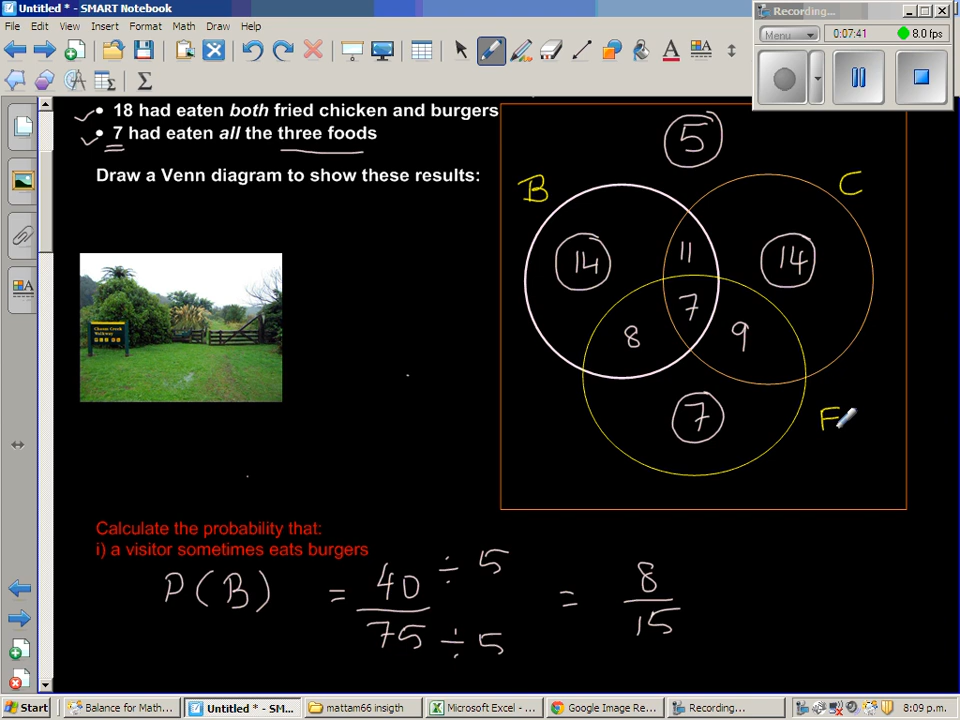 Untitled * - SMART Notebook
File Edit View Insert Format Math Draw Help
Recording...
Menu
0:07:41
8.0 fps
• 18 had eaten both fried chicken and burgers
• 7 had eaten all the three foods
Draw a Venn diagram to show these results:
5
B
C
14
11
14
7
8
9
7
F
Calculate the probability that:
i) a visitor sometimes eats burgers
P(B) = 40 ÷ 5 = 8
75 ÷ 5 15
Start
Balance for Math...
Untitled * - SM...
mattam66 insigth
Microsoft Excel - ...
Google Image Re...
Recording...
8:09 p.m.